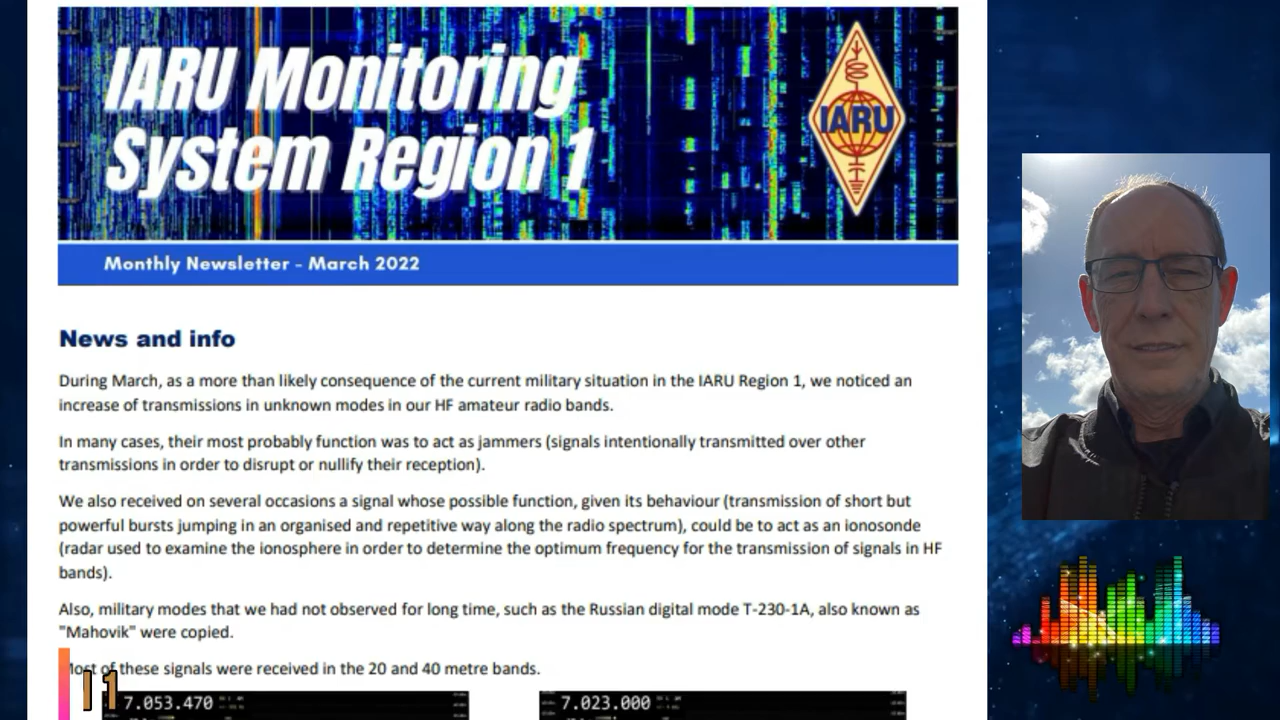 IARU Monitoring
System Region 1
IARU
Monthly Newsletter - March 2022
News and info
During March, as a more than likely consequence of the current military situation in the IARU Region 1, we noticed an
increase of transmissions in unknown modes in our HF amateur radio bands.
In many cases, their most probably function was to act as jammers (signals intentionally transmitted over other
transmissions in order to disrupt or nullify their reception).
We also received on several occasions a signal whose possible function, given its behaviour (transmission of short but
powerful bursts jumping in an organised and repetitive way along the radio spectrum), could be to act as an ionosonde
(radar used to examine the ionosphere in order to determine the optimum frequency for the transmission of signals in HF
bands).
Also, military modes that we had not observed for long time, such as the Russian digital mode T-230-1A, also known as
"Mahovik" were copied.
Most of these signals were received in the 20 and 40 metre bands.
11
7.053.470
7.023.000